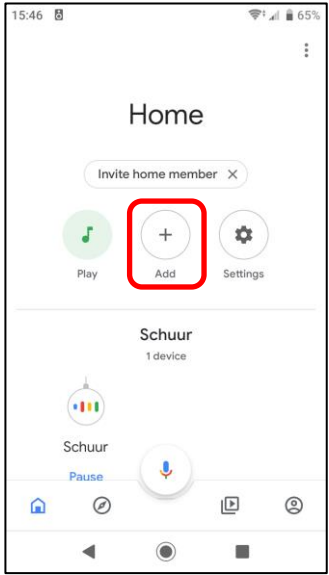 15:46 65%
Home
Invite home member ×
Play Add Settings
Schuur
1 device
Schuur
Pause